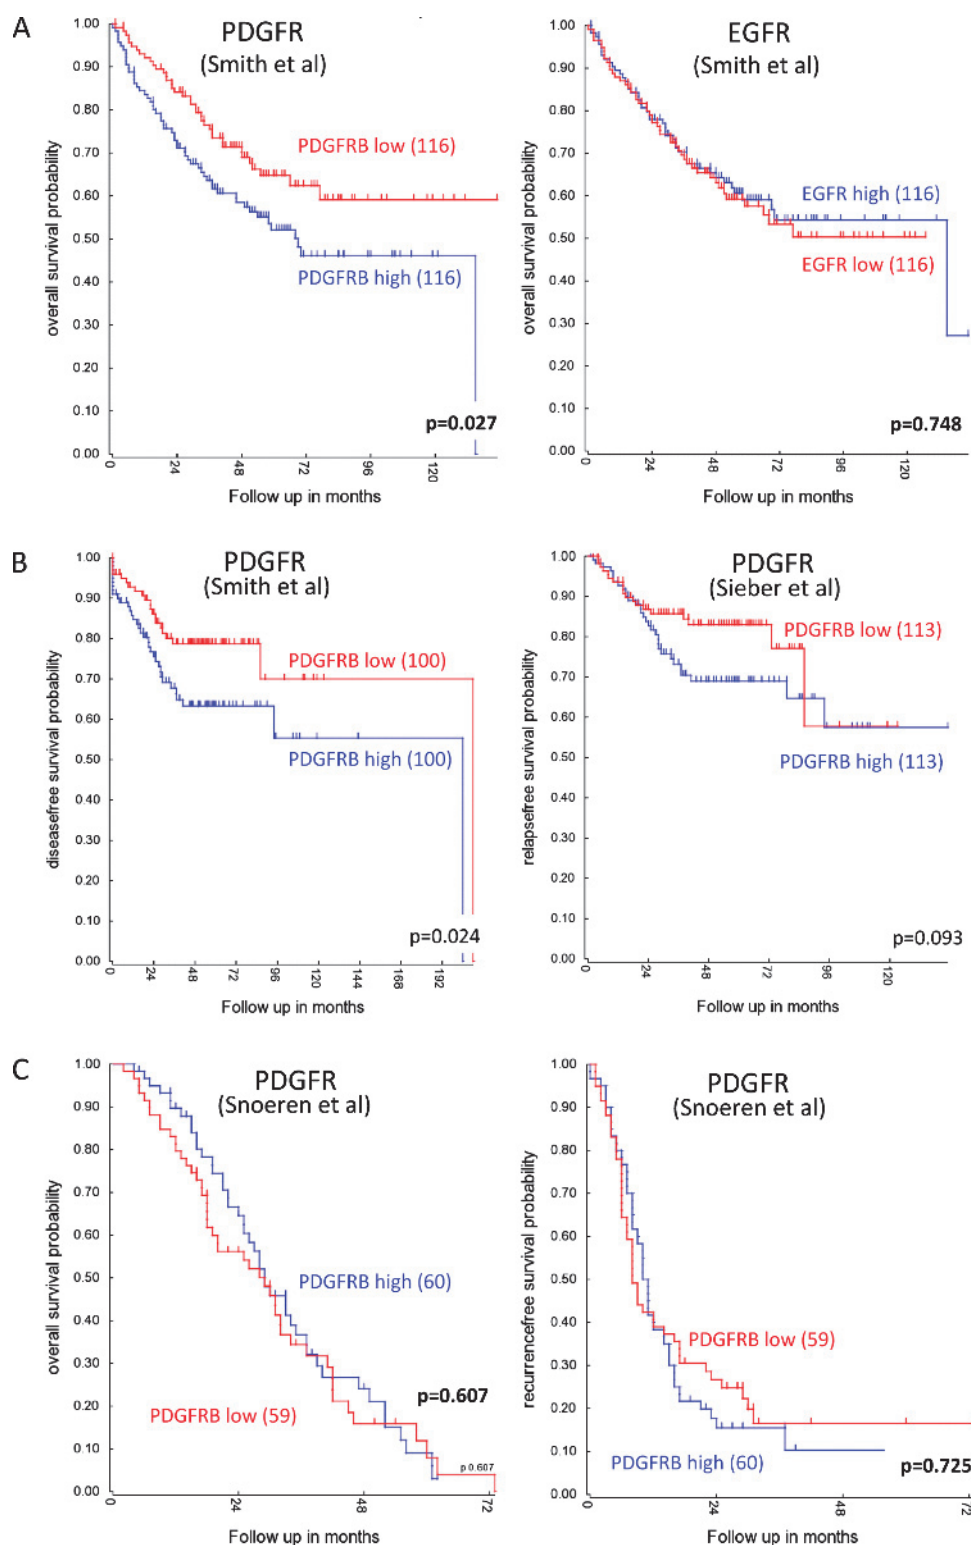 A
PDGFR
(Smith et al)
overall survival probability
1.00
0.90
0.80
0.70
0.60
0.50
0.40
0.30
0.20
0.10
0.00
PDGFRB low (116)
PDGFRB high (116)
p=0.027
0 24 48 72 96 120
Follow up in months
EGFR
(Smith et al)
overall survival probability
1.00
0.90
0.80
0.70
0.60
0.50
0.40
0.30
0.20
0.10
0.00
EGFR high (116)
EGFR low (116)
p=0.748
0 24 48 72 96 120
Follow up in months
B
PDGFR
(Smith et al)
diseasefree survival probability
1.00
0.90
0.80
0.70
0.60
0.50
0.40
0.30
0.20
0.10
0.00
PDGFRB low (100)
PDGFRB high (100)
p=0.024
0 24 48 72 96 120 144 168 192
Follow up in months
PDGFR
(Sieber et al)
relapsefree survival probability
1.00
0.90
0.80
0.70
0.60
0.50
0.40
0.30
0.20
0.10
0.00
PDGFRB low (113)
PDGFRB high (113)
p=0.093
0 24 48 72 96 120
Follow up in months
C
PDGFR
(Snoeren et al)
overall survival probability
1.00
0.90
0.80
0.70
0.60
0.50
0.40
0.30
0.20
0.10
0.00
PDGFRB high (60)
PDGFRB low (59)
p=0.607
p 0.607
0 24 48 72
Follow up in months
PDGFR
(Snoeren et al)
recurrencefree survival probability
1.00
0.90
0.80
0.70
0.60
0.50
0.40
0.30
0.20
0.10
0.00
PDGFRB low (59)
PDGFRB high (60)
p=0.725
0 24 48 72
Follow up in months